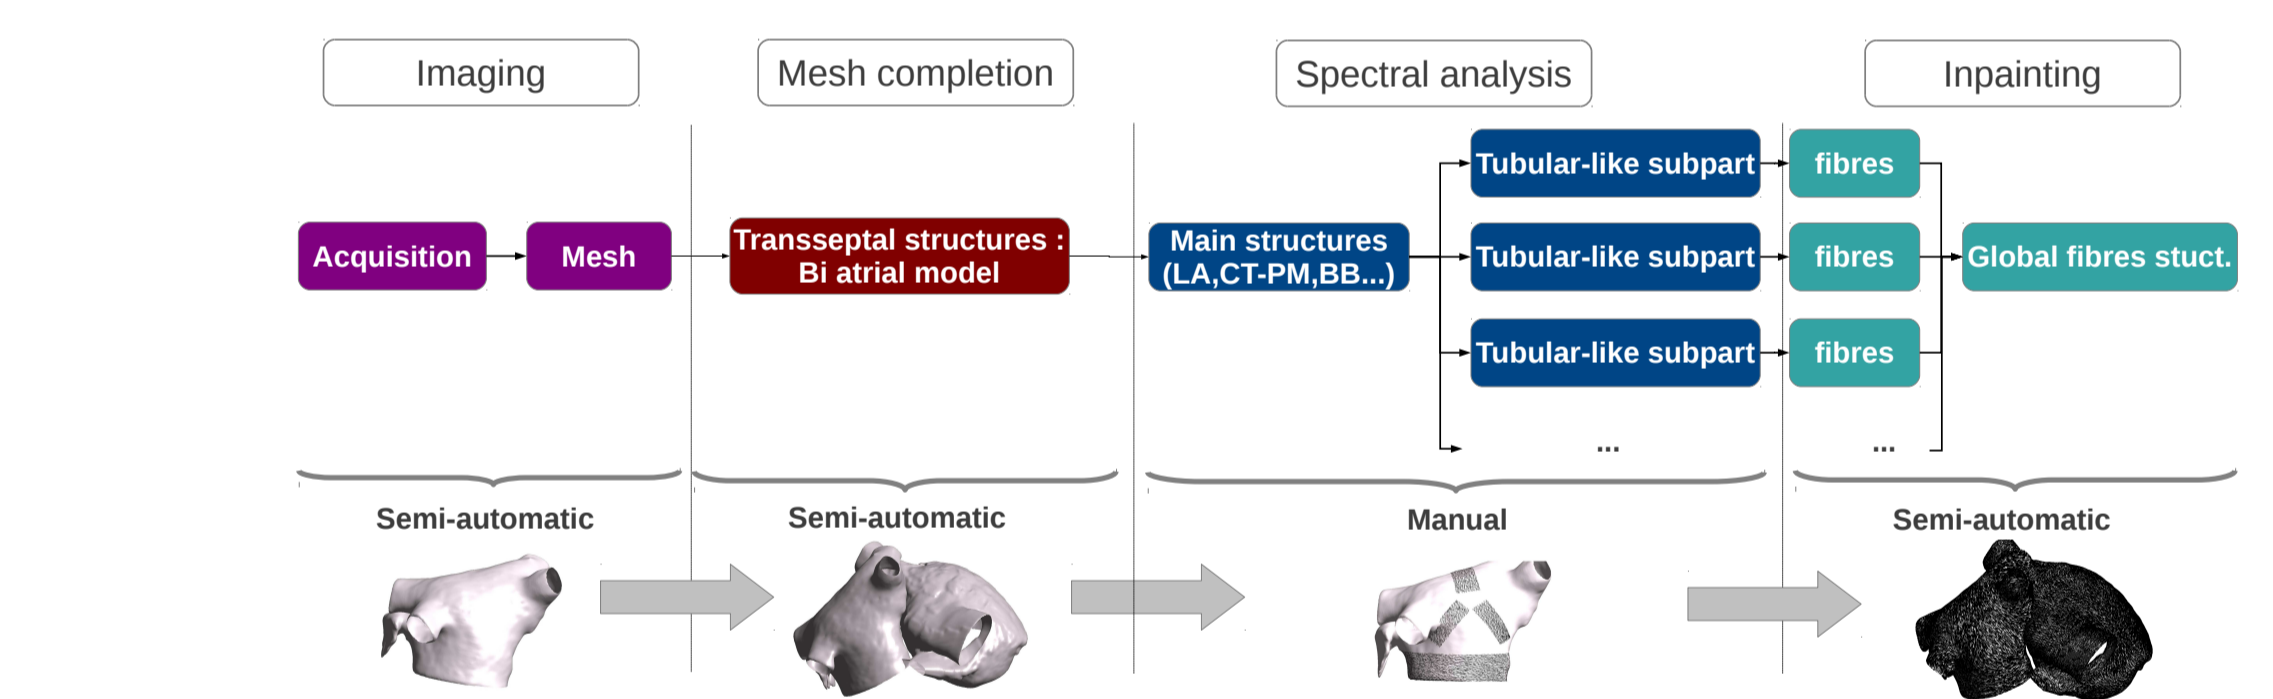 Imaging
Mesh completion
Spectral analysis
Inpainting
Acquisition
Mesh
Transseptal structures :
Bi atrial model
Main structures
(LA,CT-PM,BB...)
Tubular-like subpart
Tubular-like subpart
Tubular-like subpart
...
fibres
fibres
fibres
...
Global fibres stuct.
Semi-automatic
Semi-automatic
Manual
Semi-automatic